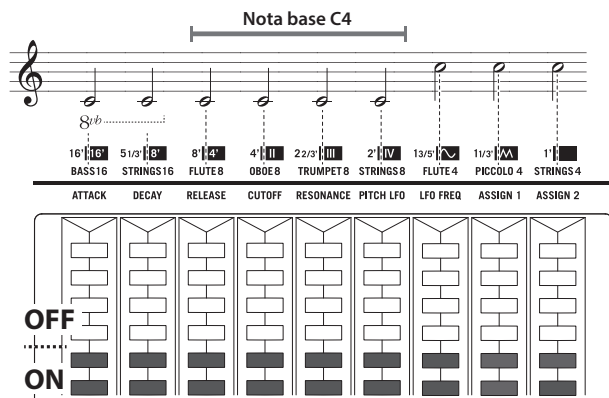 Nota base C4
8vb
16' 16' 5 1/3' 8' 8' 4' 4' II 2 2/3' III 2' IV 1 3/5' 1 1/3' 1'
BASS16 STRINGS16 FLUTE8 OBOE8 TRUMPET8 STRINGS8 FLUTE4 PICCOLO 4 STRINGS4
ATTACK DECAY RELEASE CUTOFF RESONANCE PITCH LFO LFO FREQ ASSIGN 1 ASSIGN 2
OFF
ON